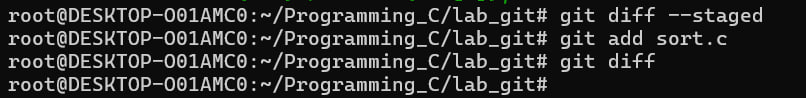 root@DESKTOP-O01AMC0:~/Programming_C/lab_git# git diff --staged
root@DESKTOP-O01AMC0:~/Programming_C/lab_git# git add sort.c
root@DESKTOP-O01AMC0:~/Programming_C/lab_git# git diff
root@DESKTOP-O01AMC0:~/Programming_C/lab_git#